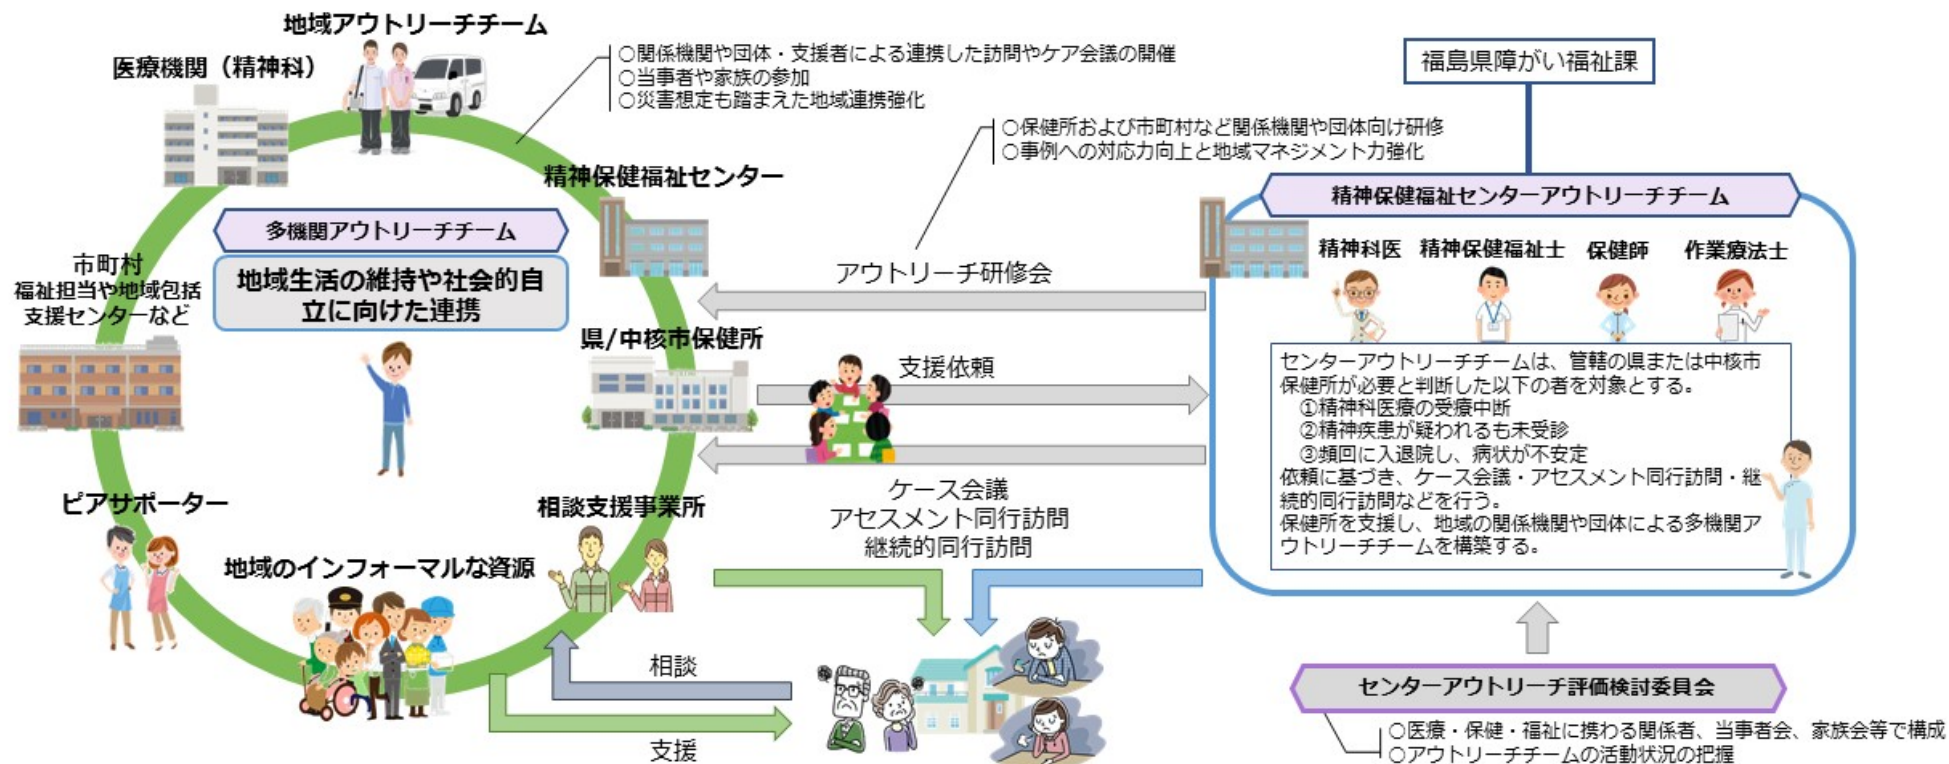 地域アウトリーチチーム
医療機関（精神科）
○関係機関や団体・支援者による連携した訪問やケア会議の開催
○当事者や家族の参加
○災害想定も踏まえた地域連携強化
福島県障がい福祉課
○保健所および市町村など関係機関や団体向け研修
○事例への対応力向上と地域マネジメント力強化
精神保健福祉センター
精神保健福祉センターアウトリーチチーム
多機関アウトリーチチーム
地域生活の維持や社会的自
立に向けた連携
市町村
福祉担当や地域包括
支援センターなど
アウトリーチ研修会
精神科医
精神保健福祉士
保健師
作業療法士
県/中核市保健所
支援依頼
センターアウトリーチチームは、管轄の県または中核市
保健所が必要と判断した以下の者を対象とする。
①精神科医療の受療中断
②精神疾患が疑われるも未受診
③頻回に入退院し、病状が不安定
依頼に基づき、ケース会議・アセスメント同行訪問・継
続的同行訪問などを行う。
保健所を支援し、地域の関係機関や団体による多機関ア
ウトリーチチームを構築する。
ピアサポーター
相談支援事業所
ケース会議
アセスメント同行訪問
継続的同行訪問
地域のインフォーマルな資源
相談
支援
センターアウトリーチ評価検討委員会
○医療・保健・福祉に携わる関係者、当事者会、家族会等で構成
○アウトリーチチームの活動状況の把握